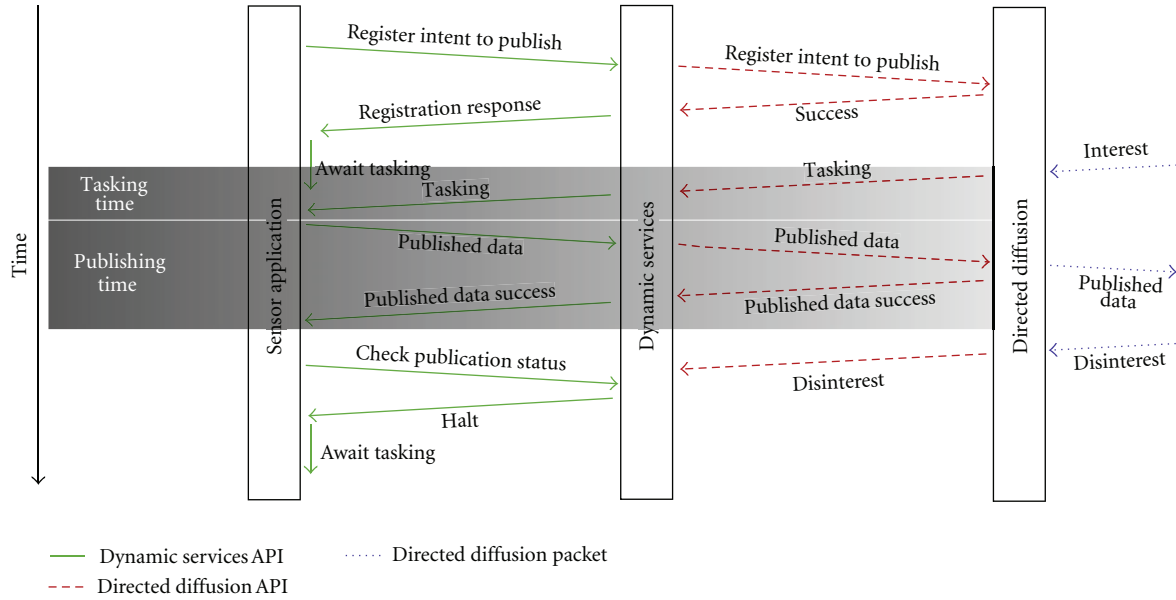 Register intent to publish
Register intent to publish
Registration response
Success
Interest
Await tasking
Tasking
Tasking
time
Tasking
Time
Sensor application
Dynamic services
Directed diffusion
Published data
Published data
Publishing
time
Published
data
Published data success
Published data success
Check publication status
Disinterest
Disinterest
Halt
Await tasking
Dynamic services API
Directed diffusion packet
Directed diffusion API